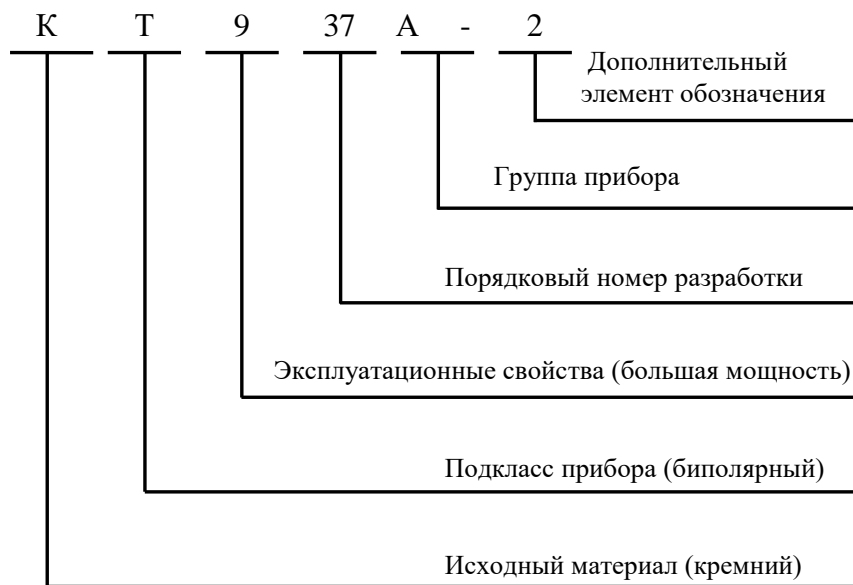 К Т 9 37 А - 2
Дополнительный
элемент обозначения
Группа прибора
Порядковый номер разработки
Эксплуатационные свойства (большая мощность)
Подкласс прибора (биполярный)
Исходный материал (кремний)